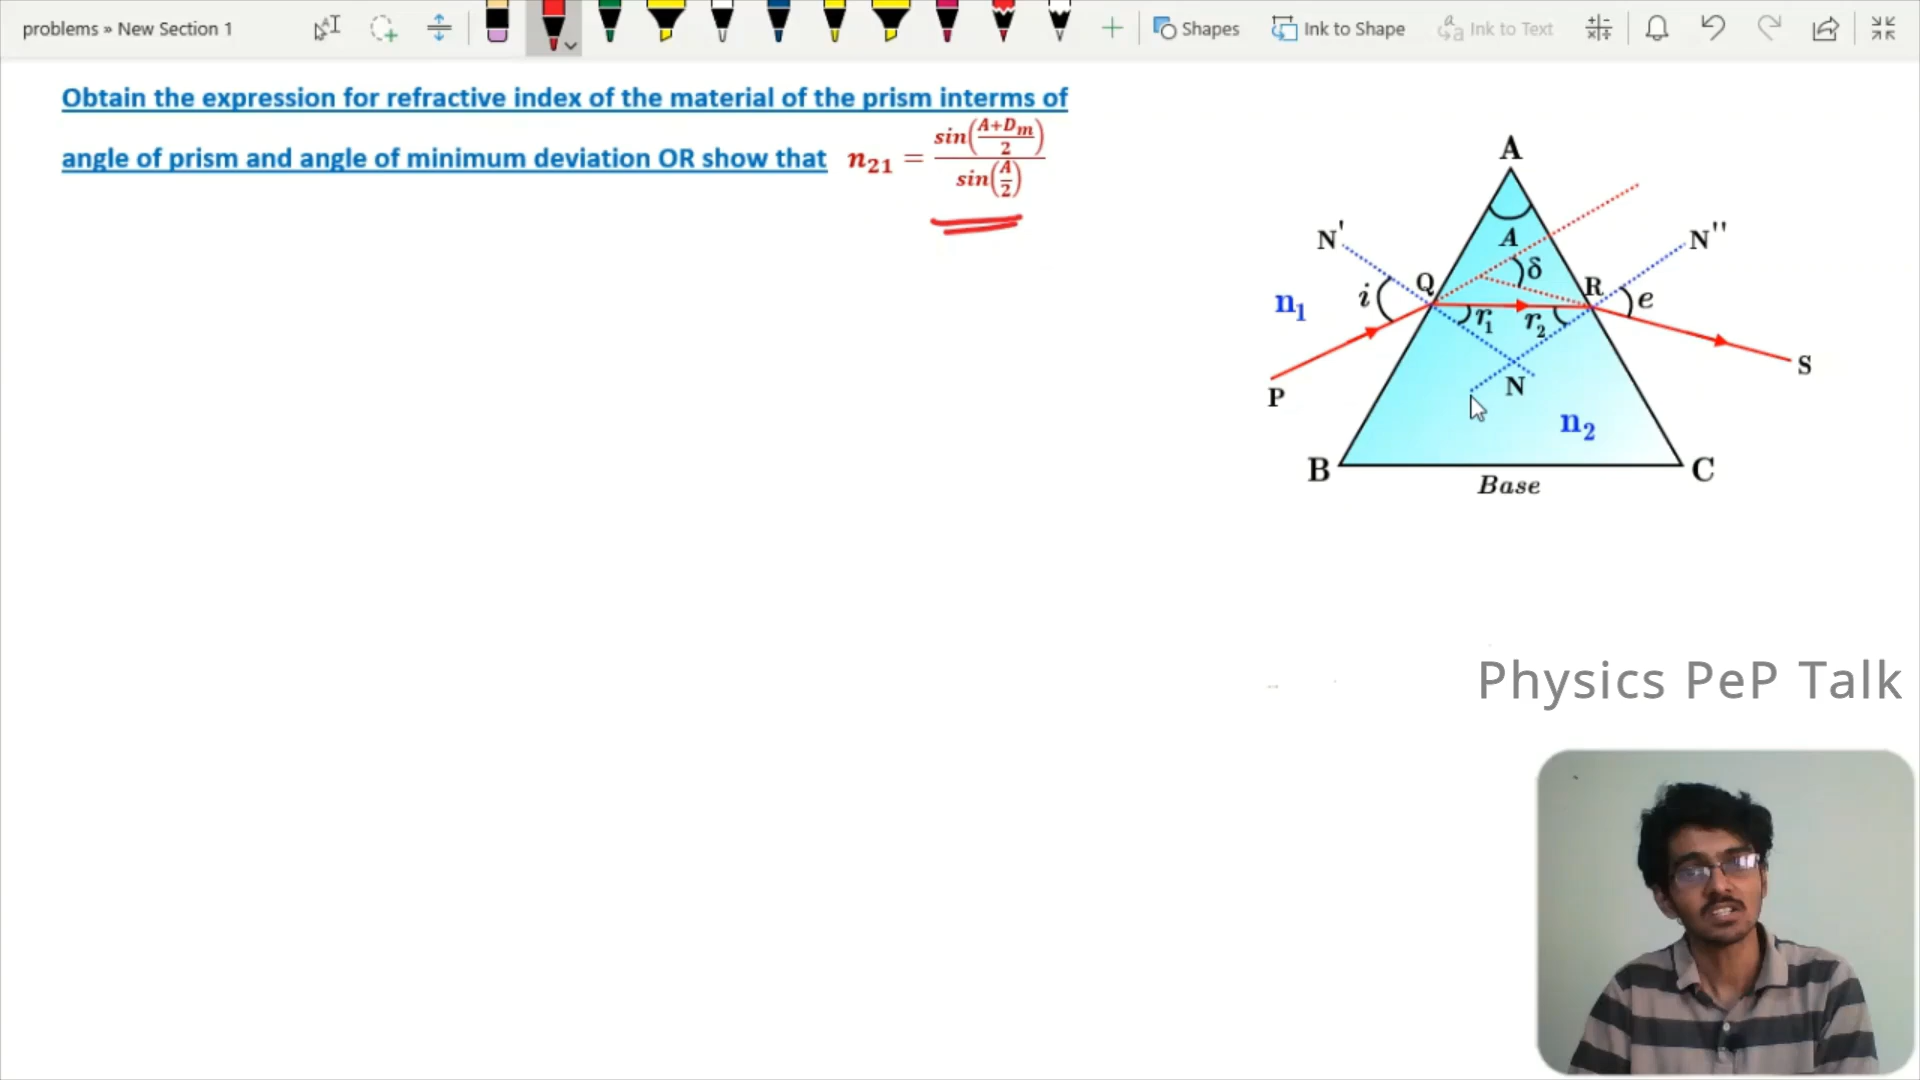 problems » New Section 1
Shapes
Ink to Shape
Ink to Text
Obtain the expression for refractive index of the material of the prism interms of
angle of prism and angle of minimum deviation OR show that n₂₁ = sin((A+Dₘ)/2) / sin(A/2)
A
A
N'
N''
Q
δ
R
i
e
n₁
r₁
r₂
P
N
S
n₂
B
C
Base
Physics PeP Talk